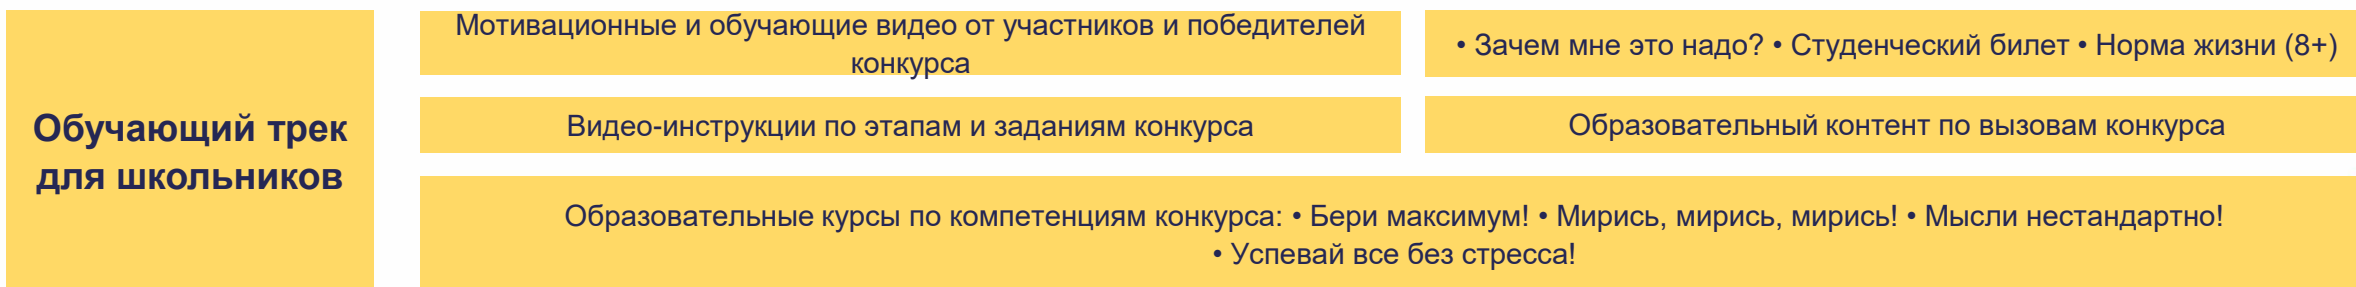 Обучающий трек
для школьников
Мотивационные и обучающие видео от участников и победителей
конкурса
• Зачем мне это надо? • Студенческий билет • Норма жизни (8+)
Видео-инструкции по этапам и заданиям конкурса
Образовательный контент по вызовам конкурса
Образовательные курсы по компетенциям конкурса: • Бери максимум! • Мирись, мирись, мирись! • Мысли нестандартно!
• Успевай все без стресса!